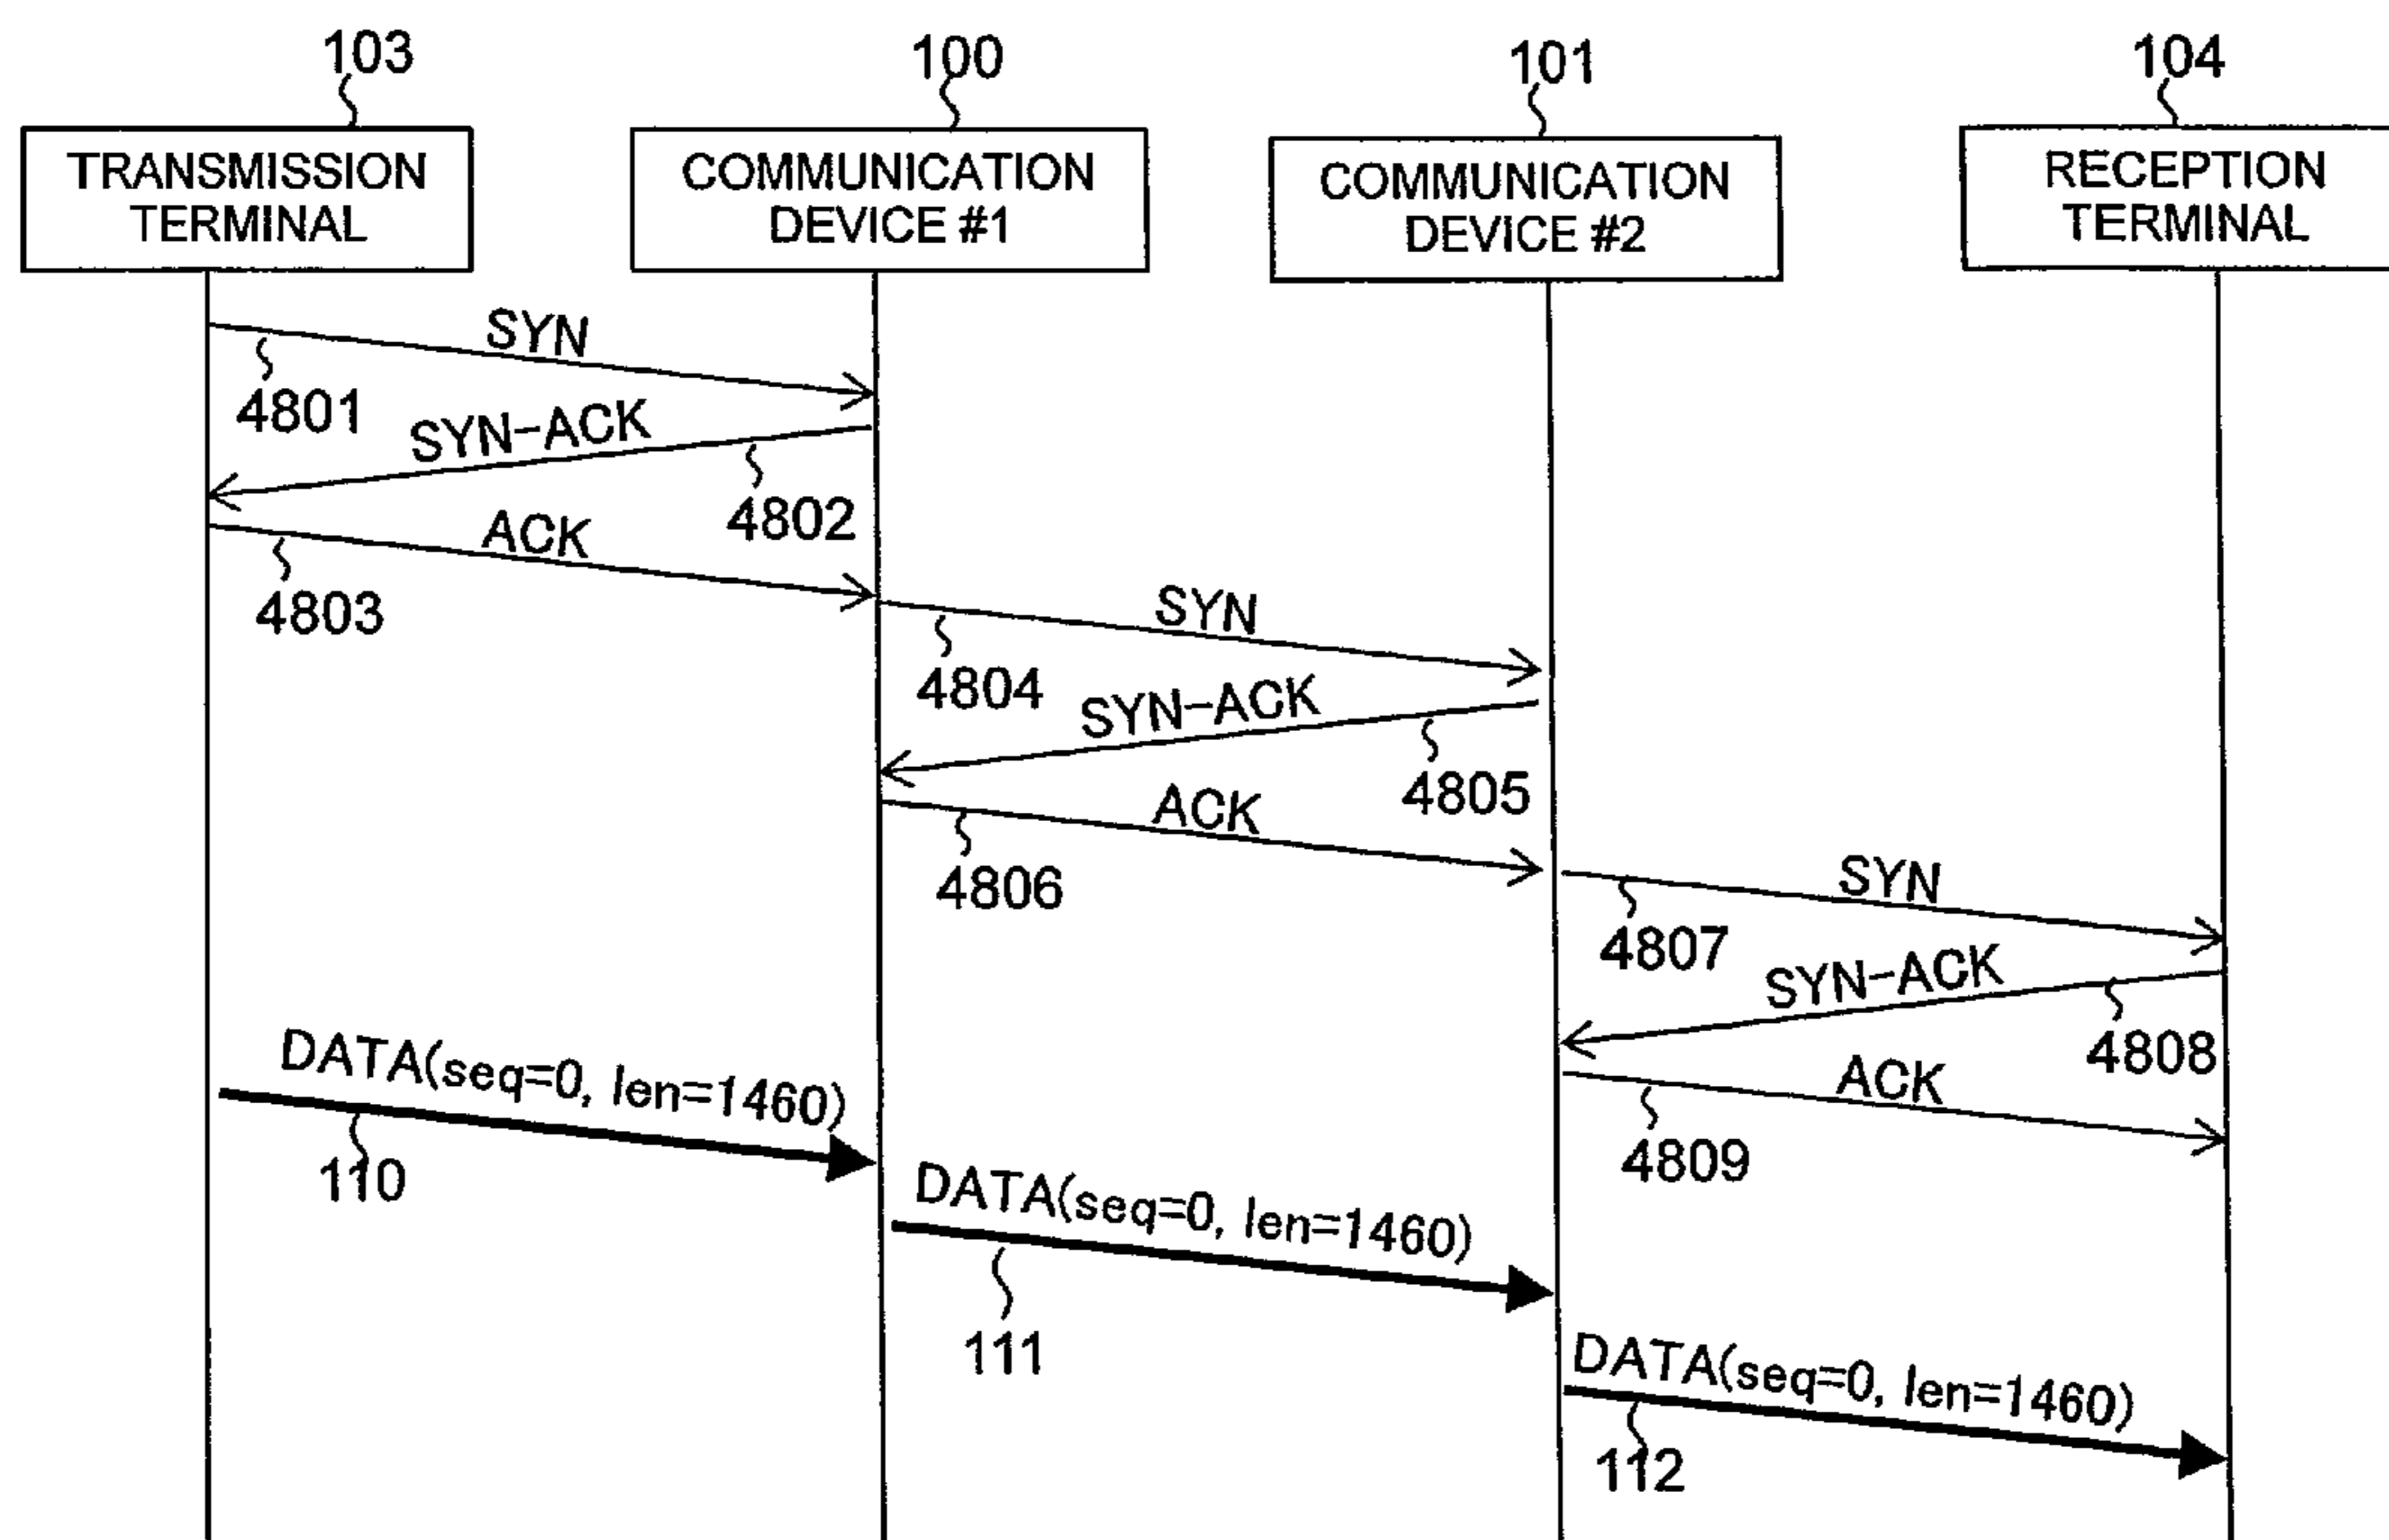 103
100
101
104
TRANSMISSION
TERMINAL
COMMUNICATION
DEVICE #1
COMMUNICATION
DEVICE #2
RECEPTION
TERMINAL
SYN
4801
SYN-ACK
4802
ACK
4803
SYN
4804
SYN-ACK
4805
ACK
4806
SYN
4807
SYN-ACK
4808
ACK
4809
DATA(seq=0, len=1460)
110
DATA(seq=0, len=1460)
111
DATA(seq=0, len=1460)
112